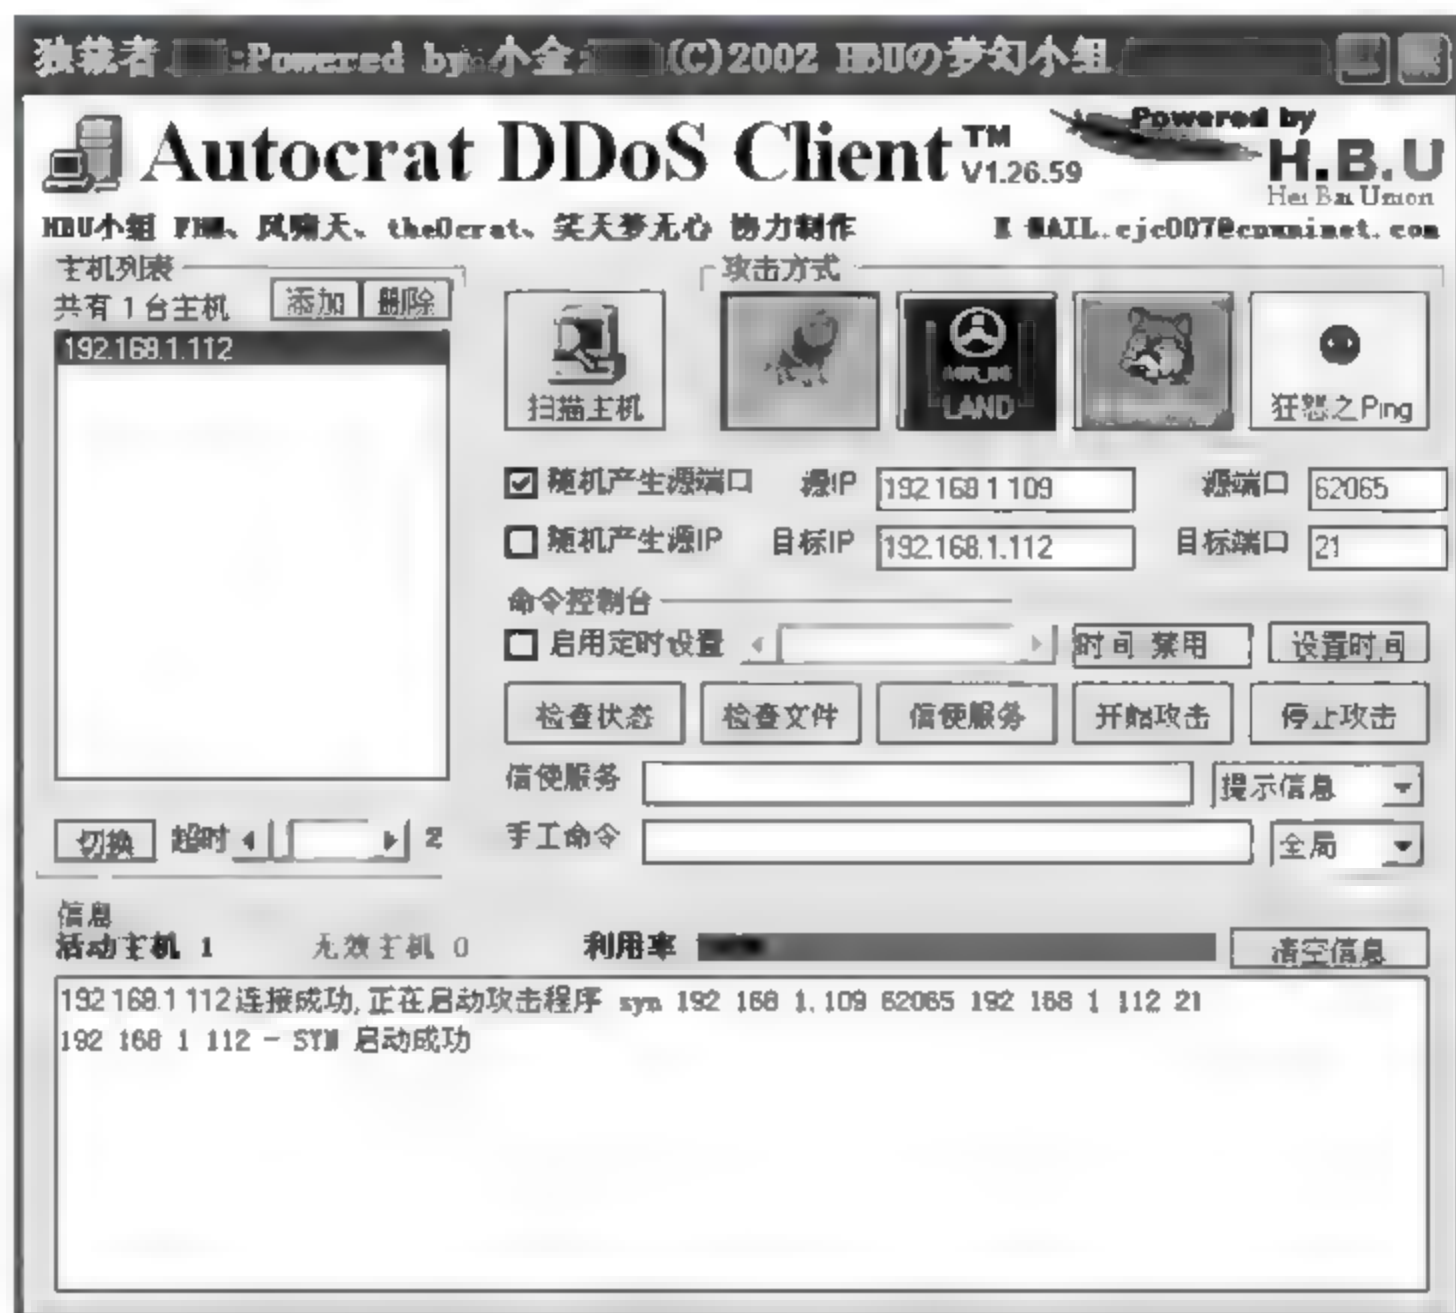 独裁者 Powered by 小金 (C)2002 HBUの梦幻小组
Autocrat DDoS Client™ V1.26.59
Powered by
H.B.U
Hei Bai Union
HBU小组 风啸天、the0crat、笑天梦无心 协力制作
E-MAIL.cjc007@cnuninet.com
主机列表
共有 1 台主机 添加 删除
192.168.1.112
切换 超时 2
扫描主机
攻击方式
LAND
狂怒之Ping
随机产生源端口 源IP 192.168.1.109 源端口 62065
随机产生源IP 目标IP 192.168.1.112 目标端口 21
命令控制台
启用定时设置 时间 禁用 设置时间
检查状态 检查文件 信使服务 开始攻击 停止攻击
信使服务 提示信息
手工命令 全局
信息
活动主机 1 无效主机 0 利用率 清空信息
192.168.1.112连接成功,正在启动攻击程序 syn 192.168.1.109 62065 192.168.1.112 21
192.168.1.112 - SYN 启动成功